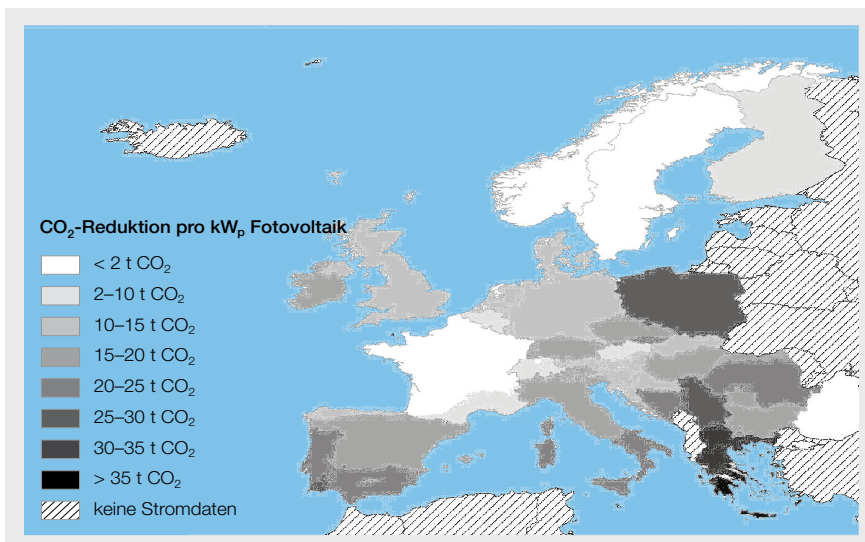 CO₂-Reduktion pro kWₚ Fotovoltaik
< 2 t CO₂
2–10 t CO₂
10–15 t CO₂
15–20 t CO₂
20–25 t CO₂
25–30 t CO₂
30–35 t CO₂
> 35 t CO₂
keine Stromdaten